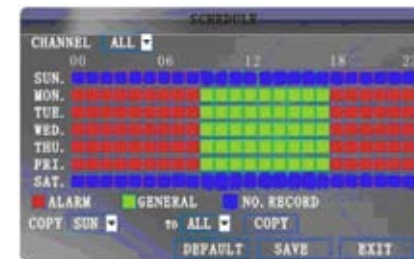 SCHEDULE
CHANNEL ALL
00 06 12 18 23
SUN.
MON.
TUE.
WED.
THU.
FRI.
SAT.
ALARM GENERAL NO. RECORD
COPY SUN TO ALL COPY
DEFAULT SAVE EXIT